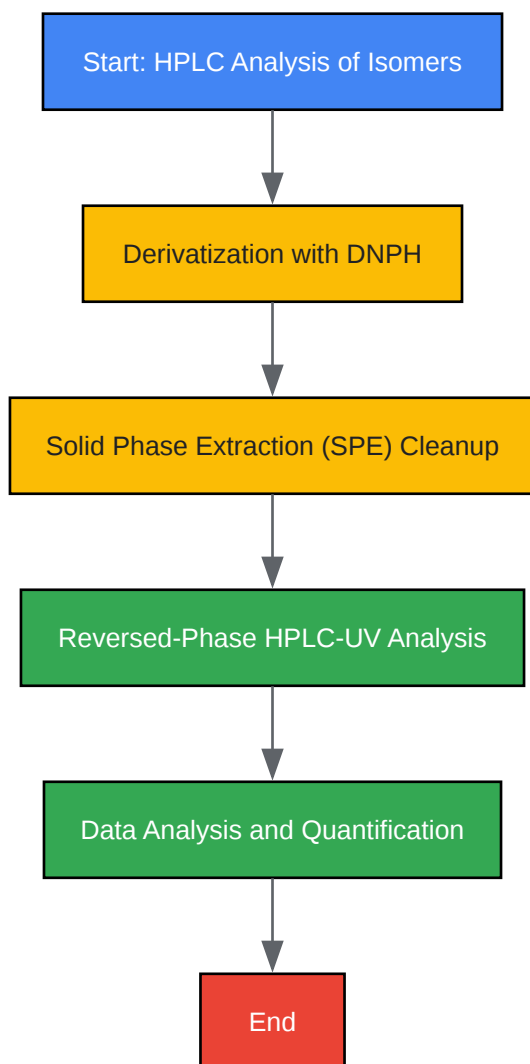 Start: HPLC Analysis of Isomers
Derivatization with DNPH
Solid Phase Extraction (SPE) Cleanup
Reversed-Phase HPLC-UV Analysis
Data Analysis and Quantification
End